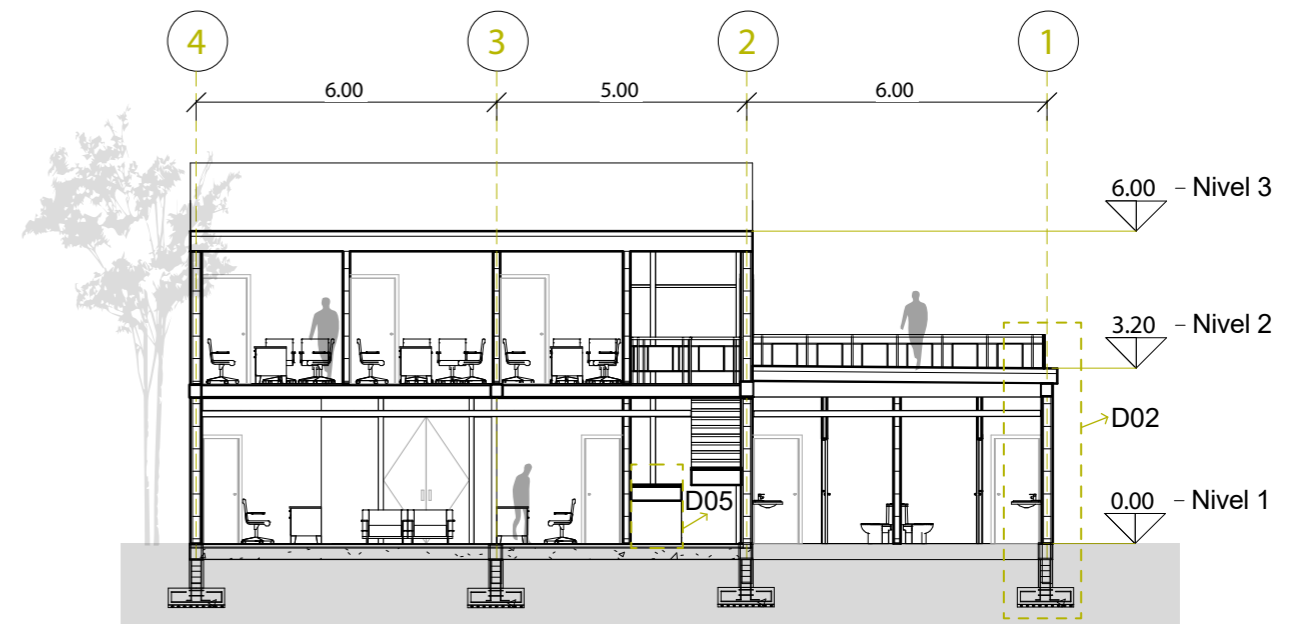 4 3 2 1
6.00 5.00 6.00
6.00 – Nivel 3
3.20 – Nivel 2
D02
D05
0.00 – Nivel 1